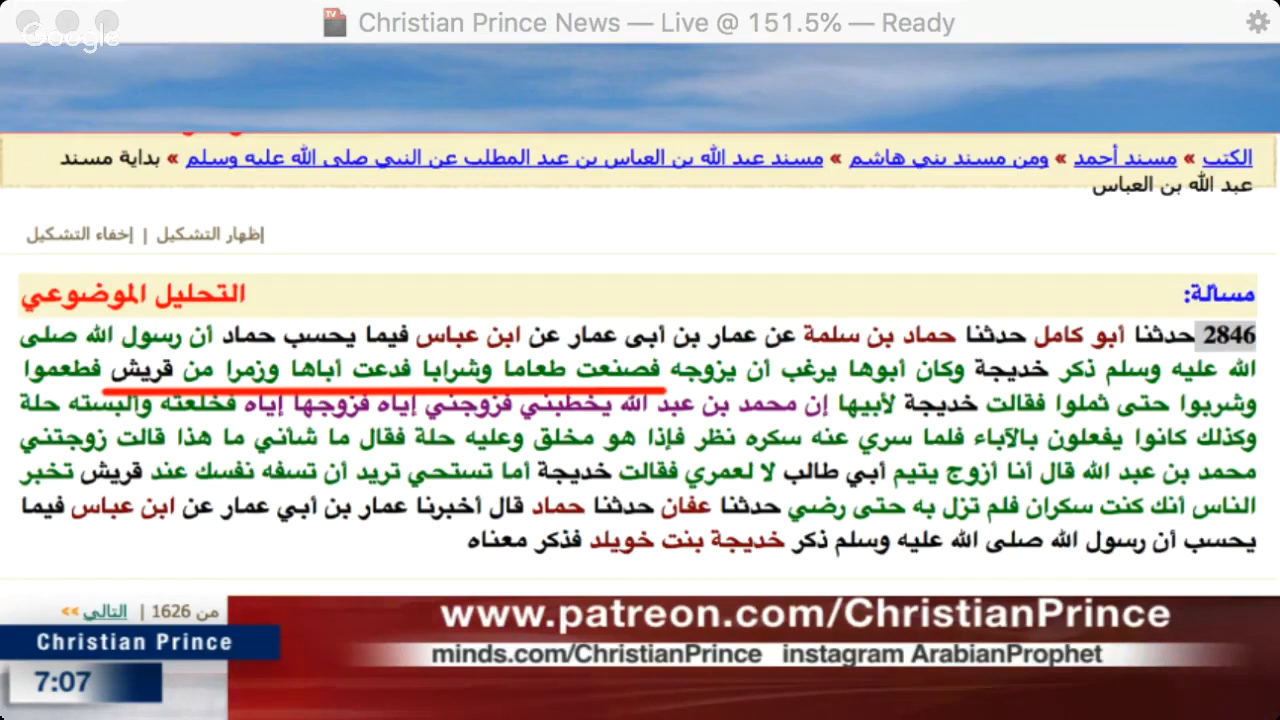 Google
TV
Christian Prince News — Live @ 151.5% — Ready
الكتب » مسند أحمد » ومن مسند بني هاشم » مسند عبد الله بن العباس بن عبد المطلب عن النبي صلى الله عليه وسلم » بداية مسند
عبد الله بن العباس
إظهار التشكيل | إخفاء التشكيل
مسألة: التحليل الموضوعي
2846 حدثنا أبو كامل حدثنا حماد بن سلمة عن عمار بن أبي عمار عن ابن عباس فيما يحسب حماد أن رسول الله صلى
الله عليه وسلم ذكر خديجة وكان أبوها يرغب أن يزوجه فصنعت طعاما وشرابا فدعت أباها وزمرا من قريش فطعموا
وشربوا حتى ثملوا فقالت خديجة لأبيها إن محمد بن عبد الله يخطبني فزوجني إياه فزوجها إياه فخلعته وألبسته حلة
وكذلك كانوا يفعلون بالآباء فلما سري عنه سكره نظر فإذا هو مخلق وعليه حلة فقال ما شأني ما هذا قالت زوجتني
محمد بن عبد الله قال أنا أزوج يتيم أبي طالب لا لعمري فقالت خديجة أما تستحي تريد أن تسفه نفسك عند قريش تخبر
الناس أنك كنت سكران فلم تزل به حتى رضي حدثنا عفان حدثنا حماد قال أخبرنا عمار بن أبي عمار عن ابن عباس فيما
يحسب أن رسول الله صلى الله عليه وسلم ذكر خديجة بنت خويلد فذكر معناه
من 1626 | التالي >>
www.patreon.com/ChristianPrince
Christian Prince
minds.com/ChristianPrince instagram ArabianProphet
7:07